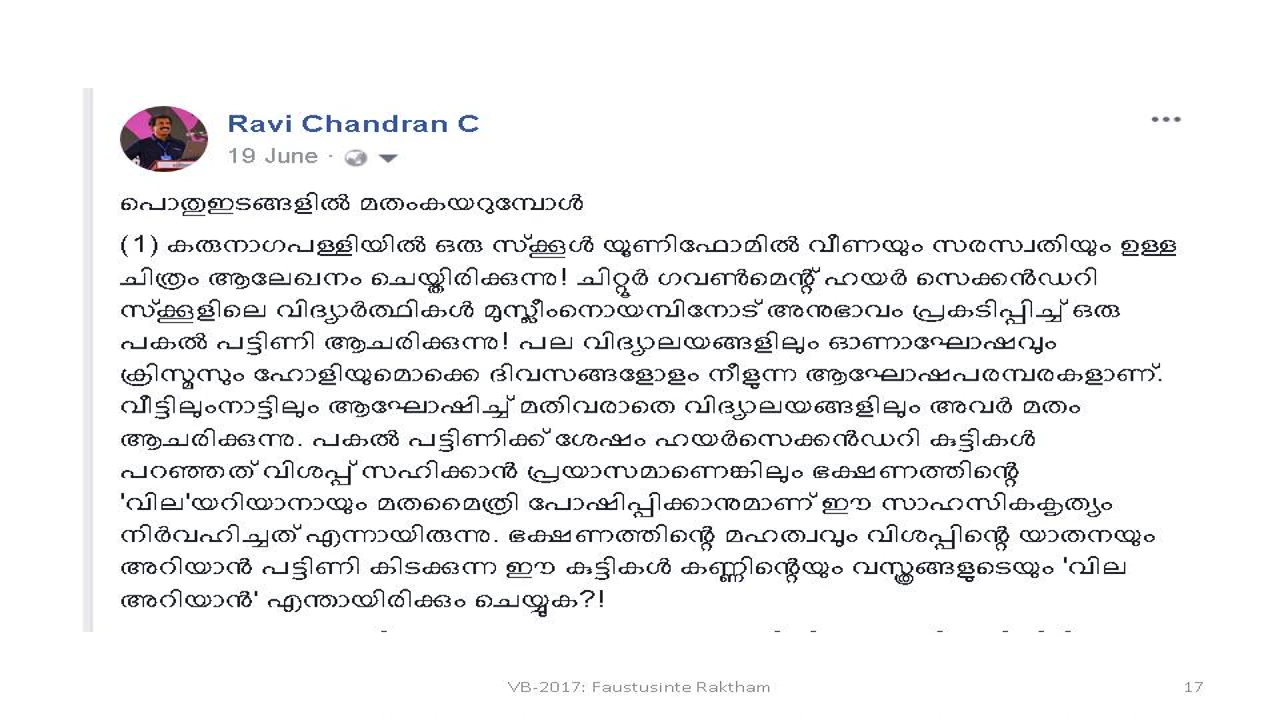 Ravi Chandran C
19 June ·
പൊതുഇടങ്ങളിൽ മതംകയറുമ്പോൾ
(1) കരുനാഗപള്ളിയിൽ ഒരു സ്ക്കൂൾ യൂണിഫോമിൽ വീണയും സരസ്വതിയും ഉള്ള
ചിത്രം ആലേഖനം ചെയ്തിരിക്കുന്നു! ചിറ്റൂർ ഗവൺമെന്റ് ഹയർ സെക്കൻഡറി
സ്ക്കൂളിലെ വിദ്യാർത്ഥികൾ മുസ്ലീംനൊയമ്പിനോട് അനുഭാവം പ്രകടിപ്പിച്ച് ഒരു
പകൽ പട്ടിണി ആചരിക്കുന്നു! പല വിദ്യാലയങ്ങളിലും ഓണാഘോഷവും
ക്രിസ്മസും ഹോളിയുമൊക്കെ ദിവസങ്ങളോളം നീളുന്ന ആഘോഷപരമ്പരകളാണ്.
വീട്ടിലുംനാട്ടിലും ആഘോഷിച്ച് മതിവരാതെ വിദ്യാലയങ്ങളിലും അവർ മതം
ആചരിക്കുന്നു. പകൽ പട്ടിണിക്ക് ശേഷം ഹയർസെക്കൻഡറി കുട്ടികൾ
പറഞ്ഞത് വിശപ്പ് സഹിക്കാൻ പ്രയാസമാണെങ്കിലും ഭക്ഷണത്തിന്റെ
'വില'യറിയാനായും മതമൈത്രി പോഷിപ്പിക്കാനുമാണ് ഈ സാഹസികകൃത്യം
നിർവഹിച്ചത് എന്നായിരുന്നു. ഭക്ഷണത്തിന്റെ മഹത്വവും വിശപ്പിന്റെ യാതനയും
അറിയാൻ പട്ടിണി കിടക്കുന്ന ഈ കുട്ടികൾ കണ്ണിന്റെയും വസ്ത്രങ്ങളുടെയും 'വില
അറിയാൻ' എന്തായിരിക്കും ചെയ്യുക?!
VB-2017: Faustusinte Raktham
17